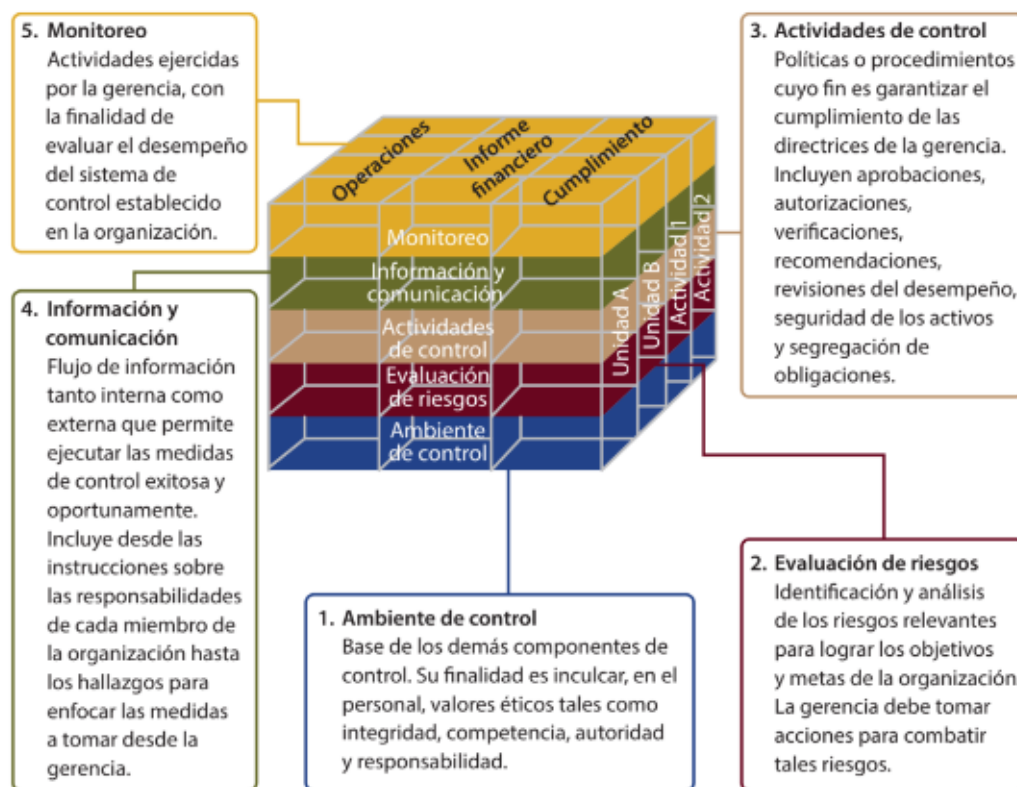 5. Monitoreo
Actividades ejercidas
por la gerencia, con
la finalidad de
evaluar el desempeño
del sistema de
control establecido
en la organización.
3. Actividades de control
Políticas o procedimientos
cuyo fin es garantizar el
cumplimiento de las
directrices de la gerencia.
Incluyen aprobaciones,
autorizaciones,
verificaciones,
recomendaciones,
revisiones del desempeño,
seguridad de los activos
y segregación de
obligaciones.
Operaciones
Informe
financiero
Cumplimiento
Monitoreo
Información y
comunicación
Actividades
de control
Evaluación
de riesgos
Ambiente
de control
Unidad A
Unidad B
Actividad 1
Actividad 2
4. Información y
comunicación
Flujo de información
tanto interna como
externa que permite
ejecutar las medidas
de control exitosa y
oportunamente.
Incluye desde las
instrucciones sobre
las responsabilidades
de cada miembro de
la organización hasta
los hallazgos para
enfocar las medidas
a tomar desde la
gerencia.
1. Ambiente de control
Base de los demás componentes de
control. Su finalidad es inculcar, en el
personal, valores éticos tales como
integridad, competencia, autoridad
y responsabilidad.
2. Evaluación de riesgos
Identificación y análisis
de los riesgos relevantes
para lograr los objetivos
y metas de la organización
La gerencia debe tomar
acciones para combatir
tales riesgos.